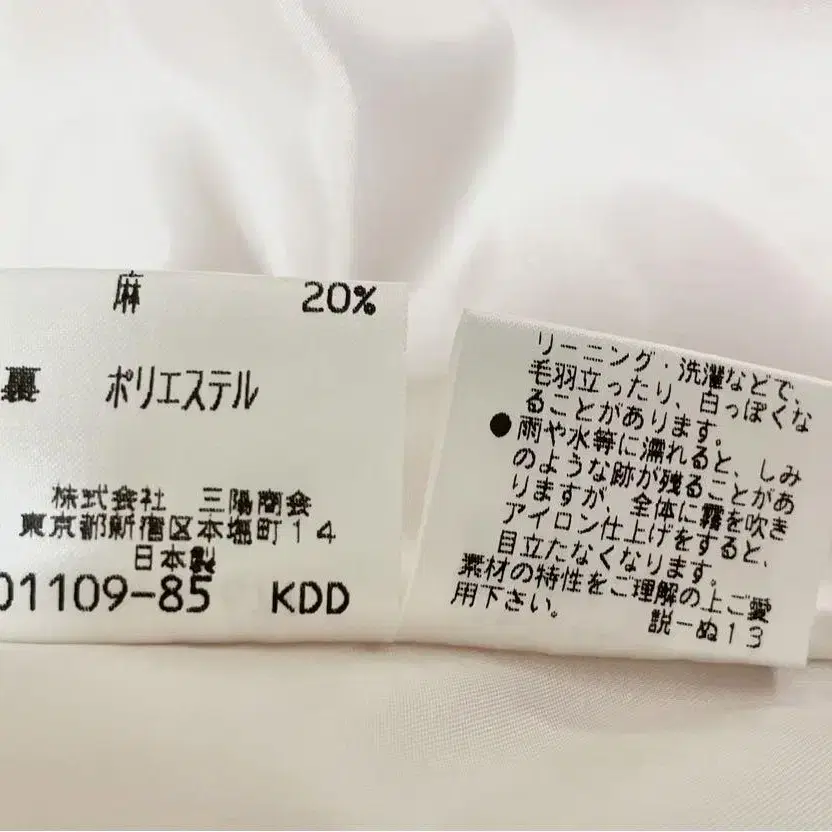 麻 20%
裏 ポリエステル
株式会社 三陽商会
東京都新宿区本塩町14
日本製
01109-85 KDD
リーニング・洗濯などで、
毛羽立ったり、白っぽくな
ることがあります。
●雨や水等に濡れると、しみ
のような跡が残ることがあ
りますが、全体に霧を吹き
アイロン仕上げをすると、
目立たなくなります。
素材の特性をご理解の上ご愛
用下さい。
説ーぬ13